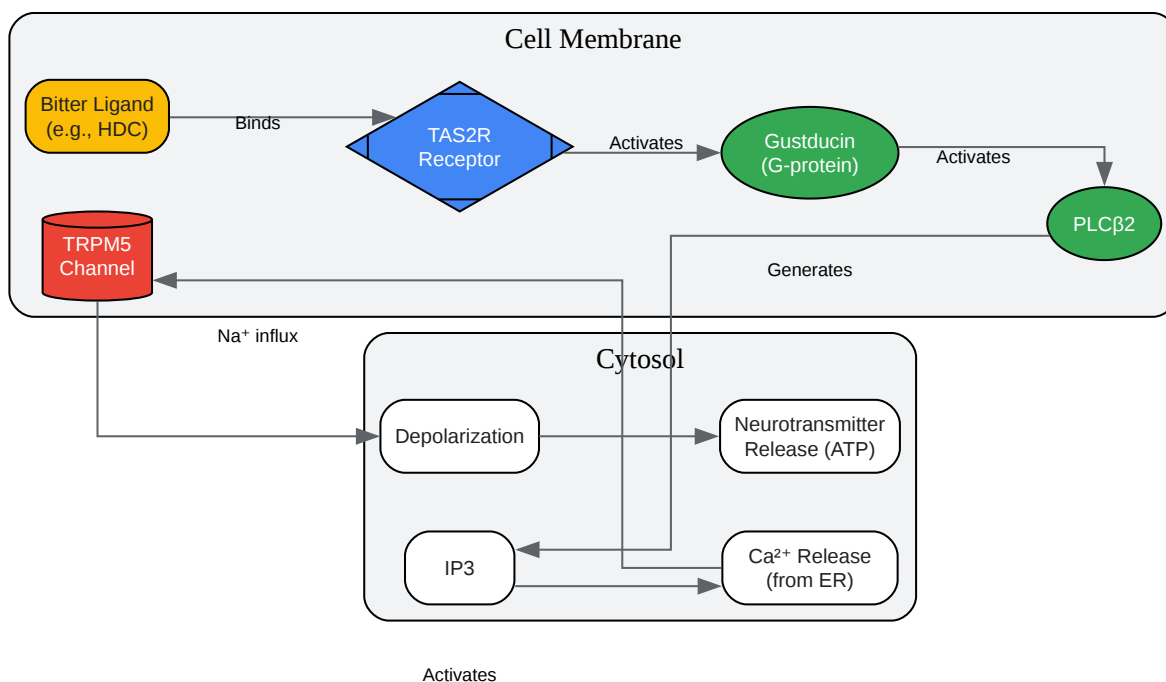 Cell Membrane
Bitter Ligand
(e.g., HDC)
Binds
TAS2R
Receptor
Activates
Gustducin
(G-protein)
Activates
PLCβ2
TRPM5
Channel
Generates
Na⁺ influx
Cytosol
Depolarization
Neurotransmitter
Release (ATP)
IP3
Ca²⁺ Release
(from ER)
Activates